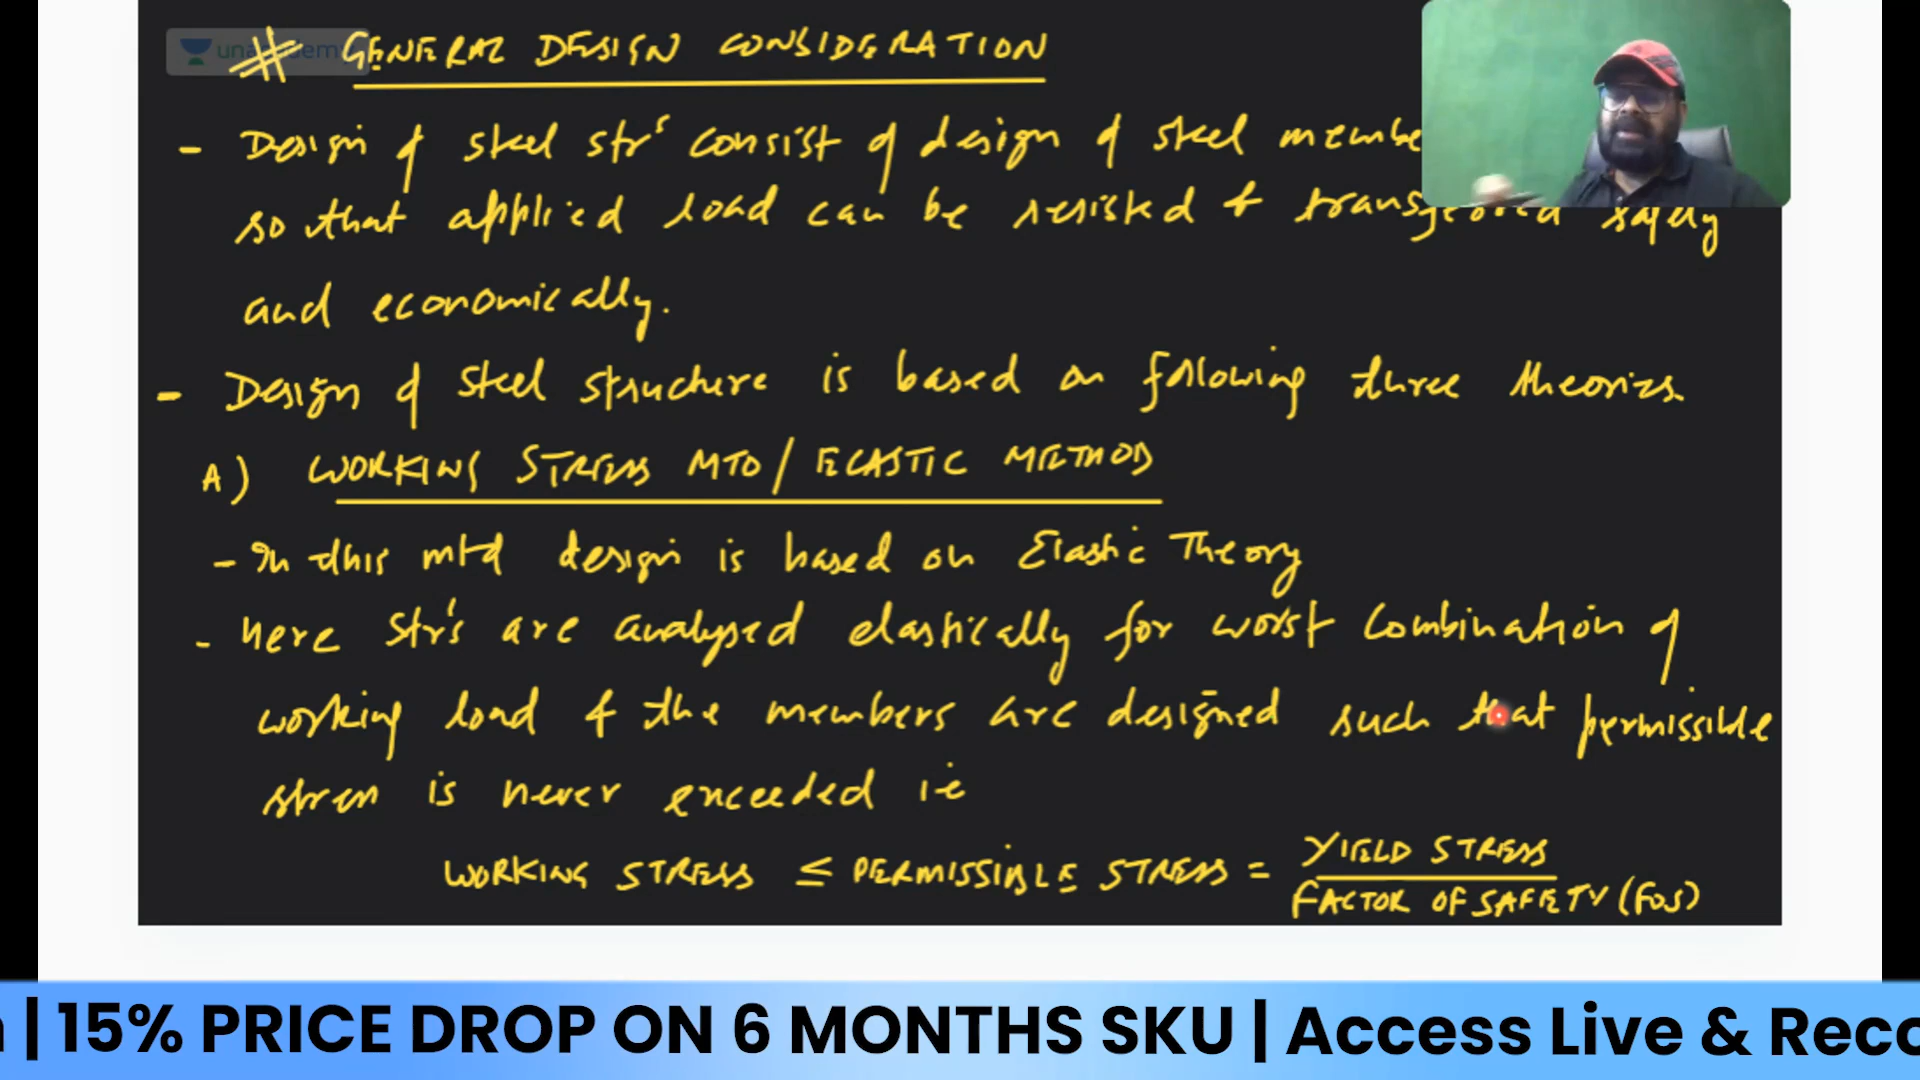 unacademy
# GENERAL DESIGN CONSIDERATION
- Design of steel strs consist of design of steel membe
so that applied load can be resisted & transferred safely
and economically.
- Design of steel structure is based on following three theories.
A) WORKING STRESS MTD / ELASTIC METHOD
- In this mtd design is based on Elastic Theory
- here str's are analysed elastically for worst combination of
working load & the members are designed such that permissible
stress is never exceeded i.e
WORKING STRESS ≤ PERMISSIBLE STRESS = YIELD STRESS
FACTOR OF SAFETY (FOS)
| 15% PRICE DROP ON 6 MONTHS SKU | Access Live & Reco